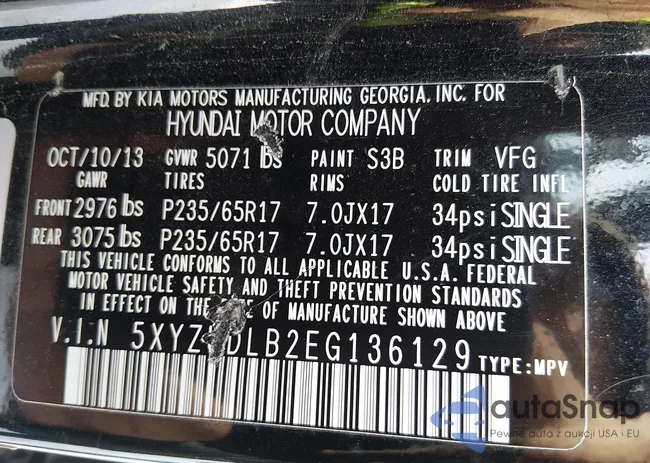 MFD. BY KIA MOTORS MANUFACTURING GEORGIA, INC. FOR
HYUNDAI MOTOR COMPANY
OCT/10/13 GVWR 5071 lbs PAINT S3B TRIM VFG
GAWR TIRES RIMS COLD TIRE INFL
FRONT 2976 lbs P235/65R17 7.0JX17 34psi SINGLE
REAR 3075 lbs P235/65R17 7.0JX17 34psi SINGLE
THIS VEHICLE CONFORMS TO ALL APPLICABLE U.S.A. FEDERAL
MOTOR VEHICLE SAFETY AND THEFT PREVENTION STANDARDS
IN EFFECT ON THE DATE OF MANUFACTURE SHOWN ABOVE
V.I.N TYPE:MPV
autaSnap
Pewne auta z aukcji USA i EU